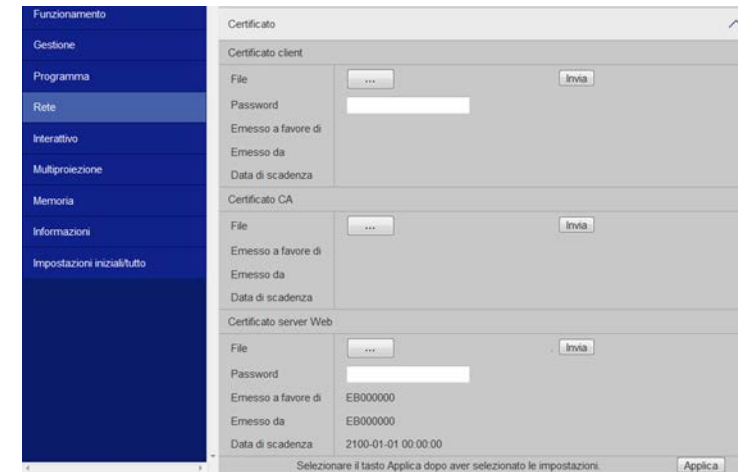 Funzionamento
Gestione
Programma
Rete
Interattivo
Multiproiezione
Memoria
Informazioni
Impostazioni iniziali/tutto
Certificato
Certificato client
File ... Invia
Password
Emesso a favore di
Emesso da
Data di scadenza
Certificato CA
File ... Invia
Emesso a favore di
Emesso da
Data di scadenza
Certificato server Web
File ... Invia
Password
Emesso a favore di EB000000
Emesso da EB000000
Data di scadenza 2100-01-01 00:00:00
Selezionare il tasto Applica dopo aver selezionato le impostazioni. Applica